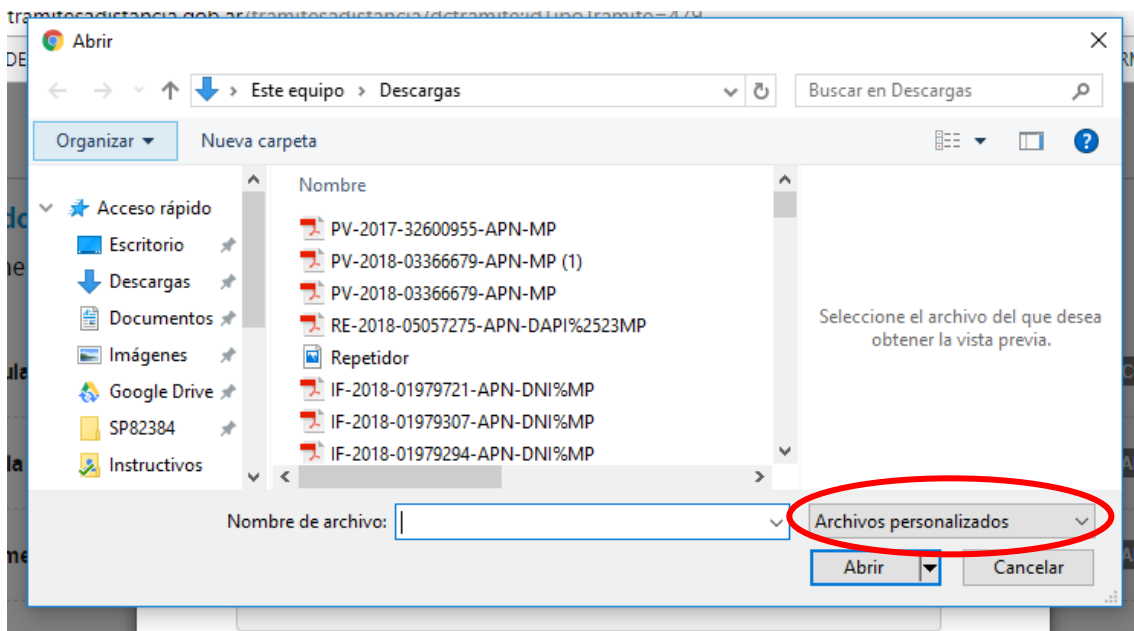 tramitesadistancia.gob.ar/tramitesadistancia/dctramite:idTipoTramite=479
Abrir
Este equipo > Descargas
Buscar en Descargas
Organizar
Nueva carpeta
Acceso rápido
Escritorio
Descargas
Documentos
Imágenes
Google Drive
SP82384
Instructivos
Nombre
PV-2017-32600955-APN-MP
PV-2018-03366679-APN-MP (1)
PV-2018-03366679-APN-MP
RE-2018-05057275-APN-DAPI%2523MP
Repetidor
IF-2018-01979721-APN-DNI%MP
IF-2018-01979307-APN-DNI%MP
IF-2018-01979294-APN-DNI%MP
Seleccione el archivo del que desea
obtener la vista previa.
Nombre de archivo:
Archivos personalizados
Abrir
Cancelar